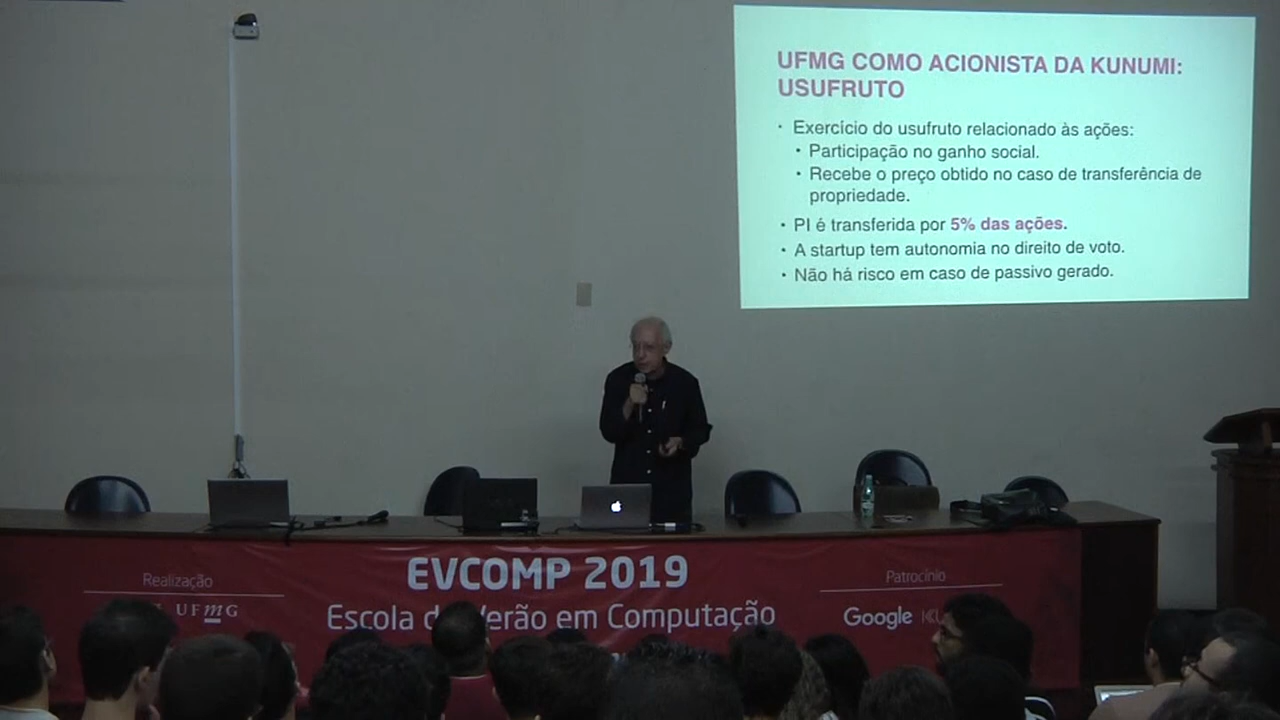 UFMG COMO ACIONISTA DA KUNUMI:
USUFRUTO
• Exercício do usufruto relacionado às ações:
• Participação no ganho social.
• Recebe o preço obtido no caso de transferência de
propriedade.
• PI é transferida por 5% das ações.
• A startup tem autonomia no direito de voto.
• Não há risco em caso de passivo gerado.
EVCOMP 2019
Escola Verão em Computação
Realização
UFMG
Patrocínio
Google